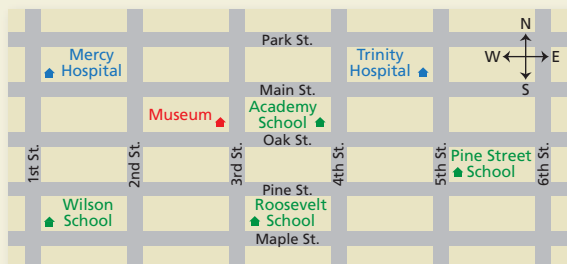 Park St.
N
W E
S
Mercy
Hospital
Trinity
Hospital
Main St.
Museum
Academy
School
Oak St.
1st St.
2nd St.
3rd St.
4th St.
5th St.
6th St.
Pine Street
School
Pine St.
Wilson
School
Roosevelt
School
Maple St.